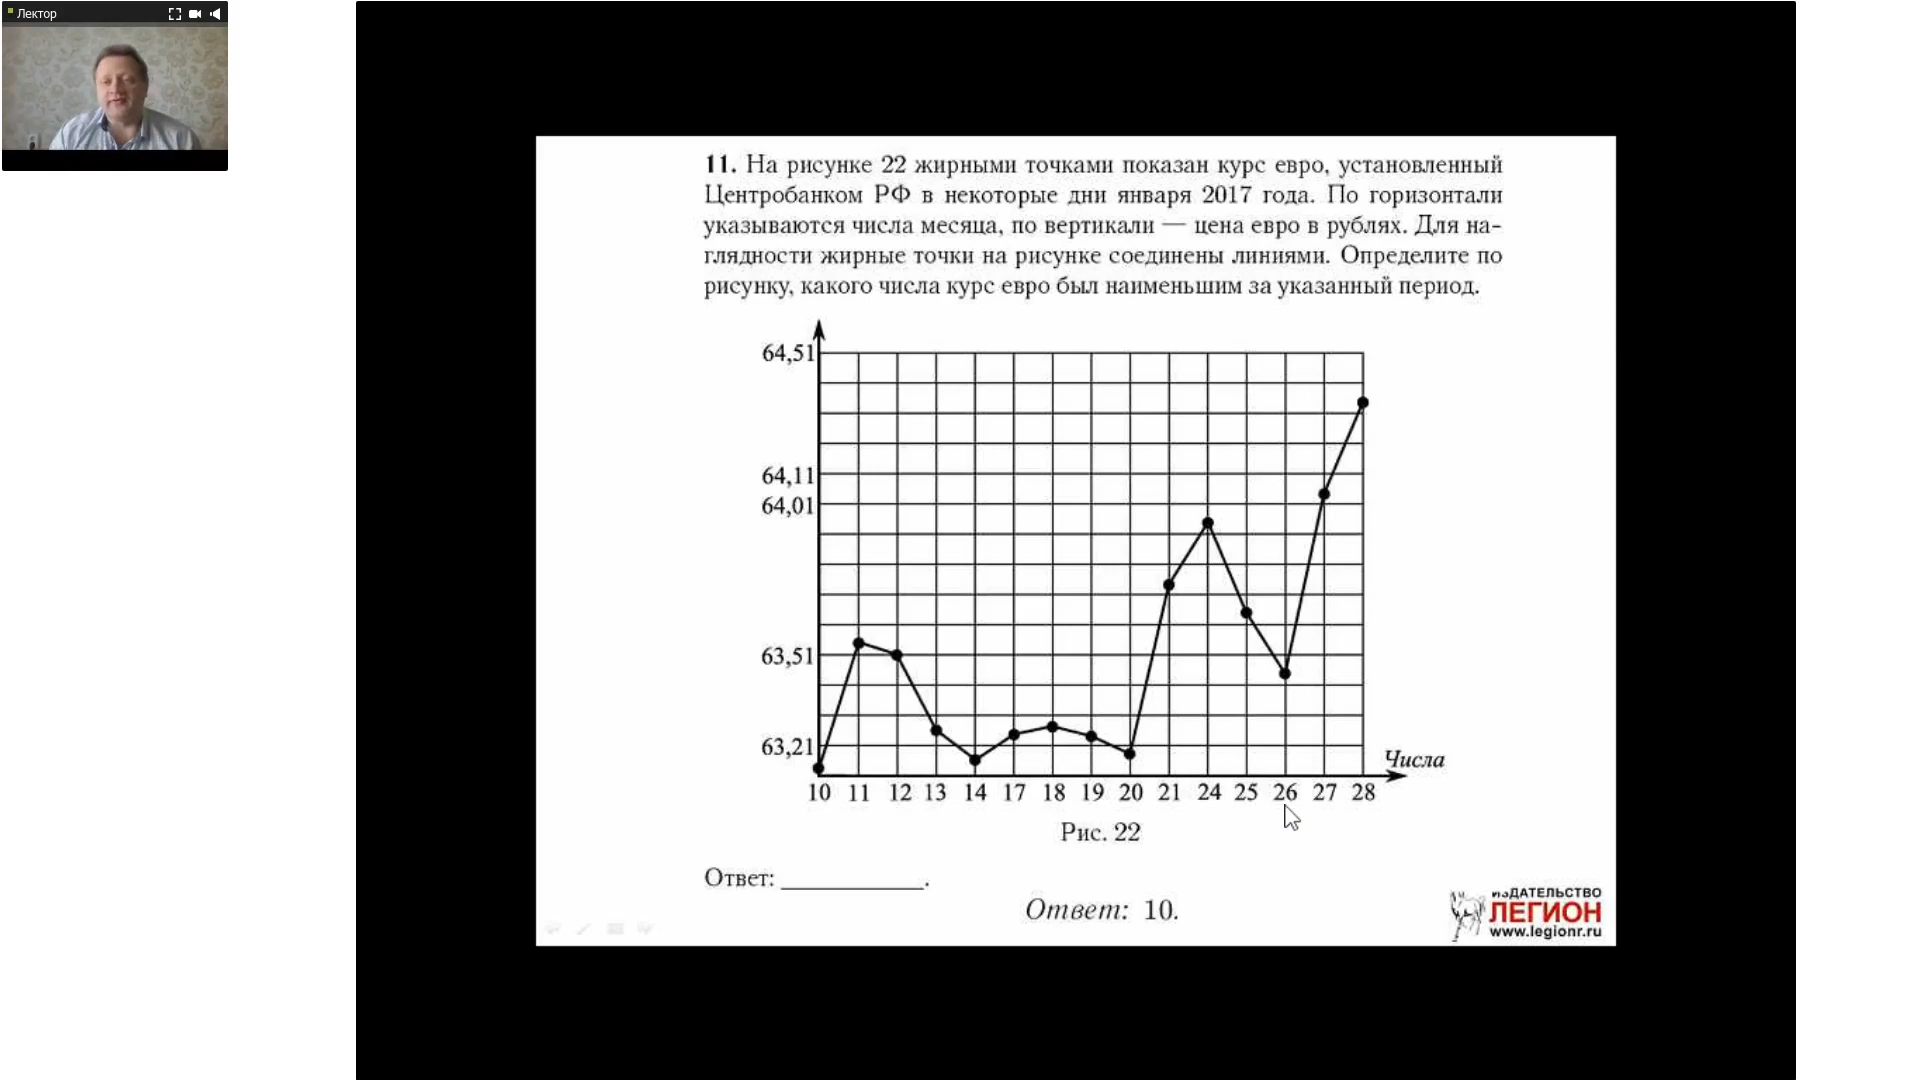 Лектор
11. На рисунке 22 жирными точками показан курс евро, установленный
Центробанком РФ в некоторые дни января 2017 года. По горизонтали
указываются числа месяца, по вертикали — цена евро в рублях. Для на-
глядности жирные точки на рисунке соединены линиями. Определите по
рисунку, какого числа курс евро был наименьшим за указанный период.
64,51
64,11
64,01
63,51
63,21
Числа
10 11 12 13 14 17 18 19 20 21 24 25 26 27 28
Рис. 22
Ответ: ___________.
Ответ: 10.
ИЗДАТЕЛЬСТВО
ЛЕГИОН
www.legionr.ru